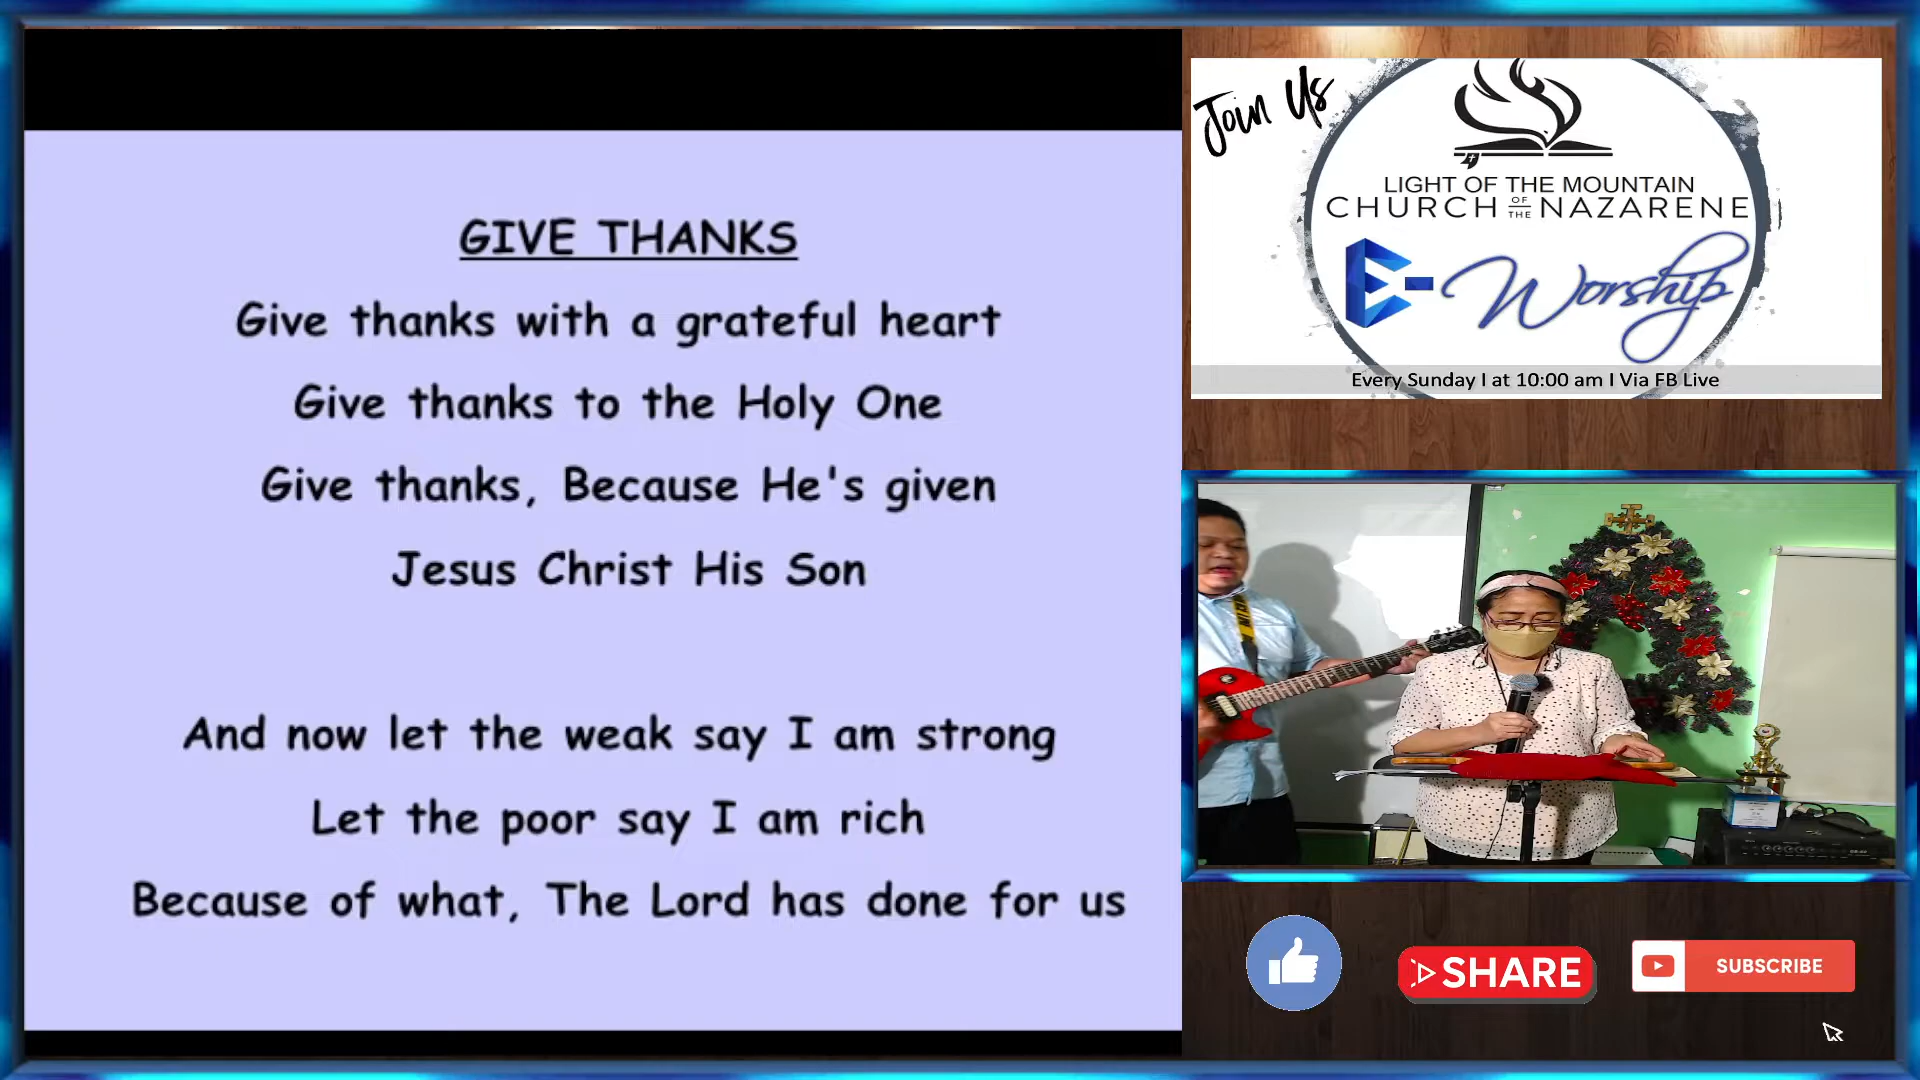 GIVE THANKS
Give thanks with a grateful heart
Give thanks to the Holy One
Give thanks, Because He's given
Jesus Christ His Son
And now let the weak say I am strong
Let the poor say I am rich
Because of what, The Lord has done for us
Join Us
LIGHT OF THE MOUNTAIN
CHURCH OF THE NAZARENE
E-Worship
Every Sunday I at 10:00 am I Via FB Live
SHARE
SUBSCRIBE